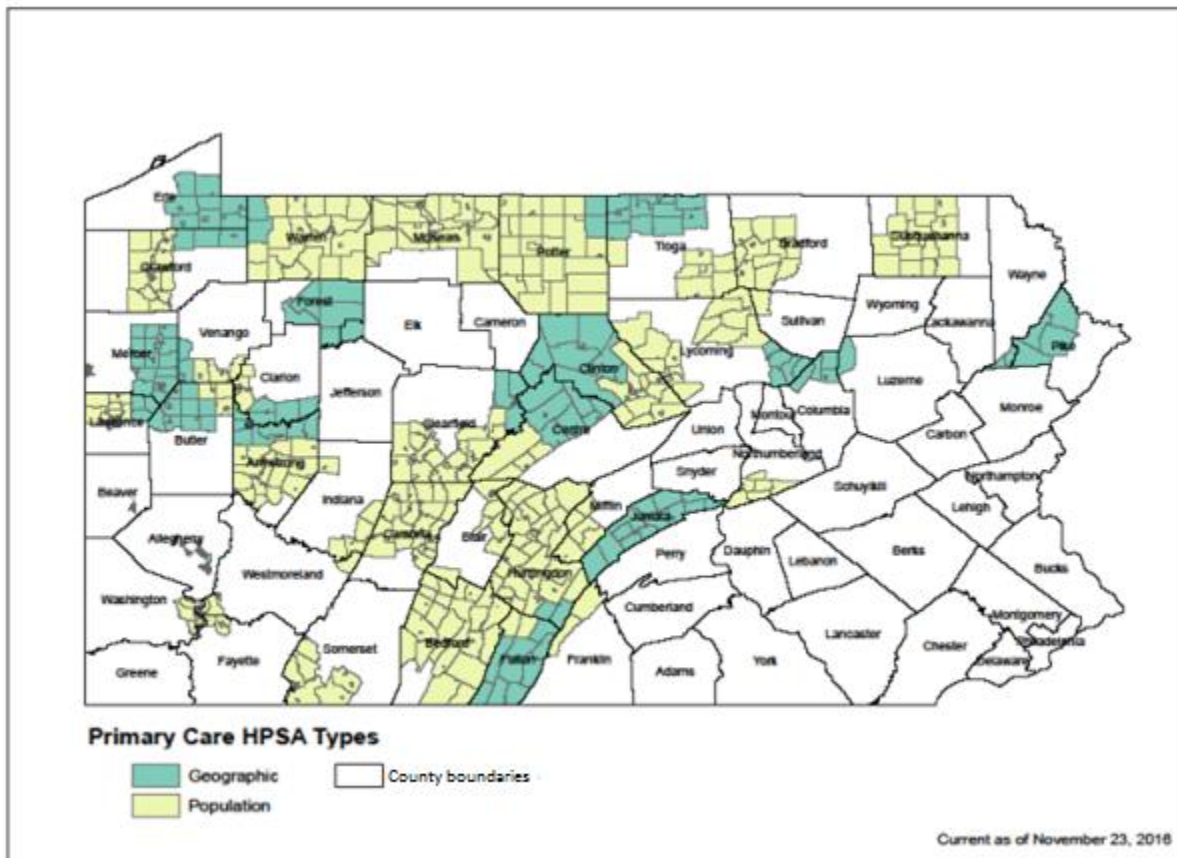 Erie
Warren
McKean
Potter
Tioga
Bradford
Susquehanna
Crawford
Wayne
Forest
Wyoming
Venango
Elk
Cameron
Sullivan
Lackawanna
Pike
Mercer
Clinton
Lycoming
Clarion
Jefferson
Luzerne
Columbia
Monroe
Lawrence
Butler
Clearfield
Centre
Union
Montour
Carbon
Armstrong
Northumberland
Snyder
Northampton
Beaver
Indiana
Mifflin
Schuylkill
Lehigh
Allegheny
Cambria
Blair
Juniata
Perry
Dauphin
Lebanon
Berks
Bucks
Westmoreland
Huntingdon
Washington
Cumberland
Montgomery
Philadelphia
Somerset
Bedford
Lancaster
Chester
Delaware
Greene
Fayette
Fulton
Franklin
Adams
York
Primary Care HPSA Types
Geographic
County boundaries
Population
Current as of November 23, 2016